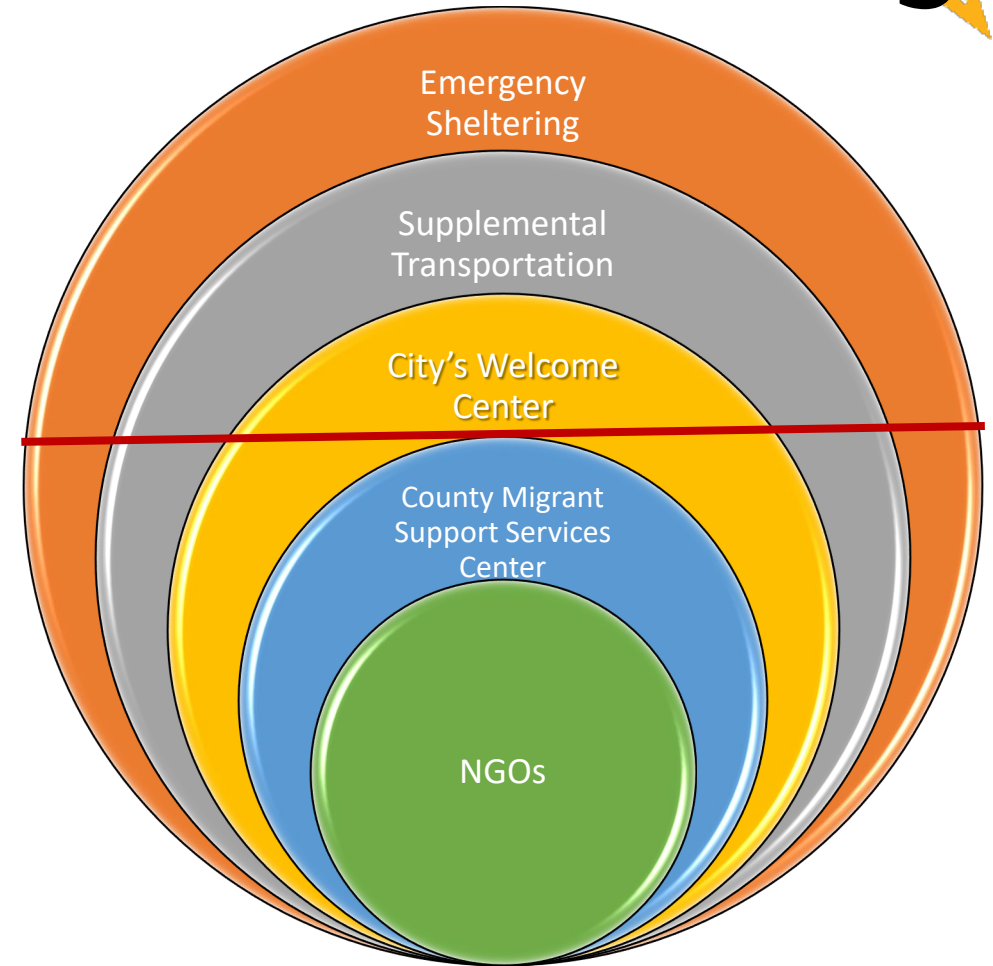 Emergency
Sheltering
Supplemental
Transportation
City’s Welcome
Center
County Migrant
Support Services
Center
NGOs